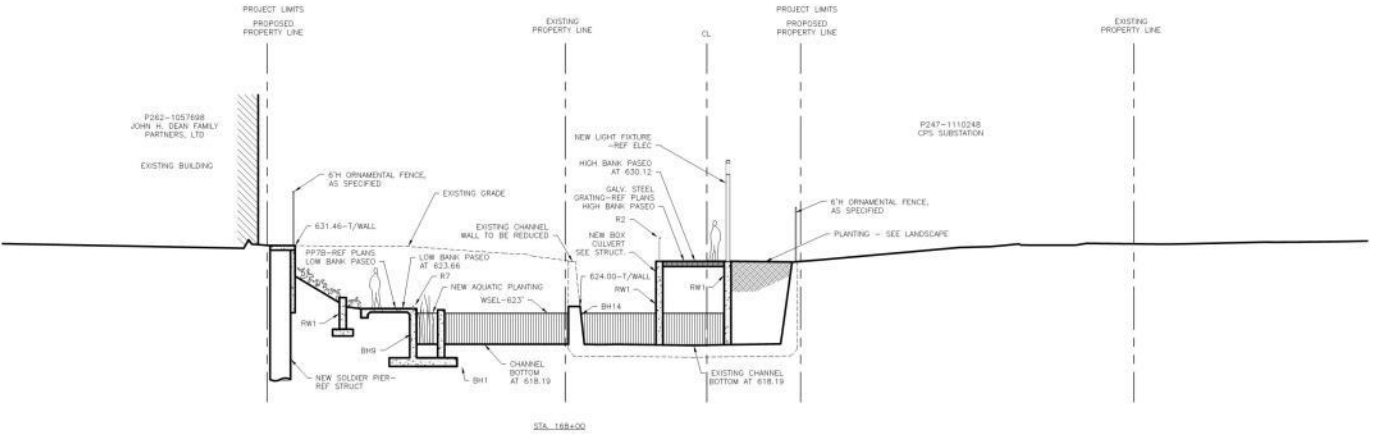 PROJECT LIMITS
PROPOSED
PROPERTY LINE
EXISTING
PROPERTY LINE
CL
PROJECT LIMITS
PROPOSED
PROPERTY LINE
EXISTING
PROPERTY LINE
P262-1057698
JOHN H. DEAN FAMILY
PARTNERS, LTD
EXISTING BUILDING
P247-1110248
CPS SUBSTATION
NEW LIGHT FIXTURE
-REF ELEC
HIGH BANK PASEO
AT 630.12
GALV. STEEL
GRATING-REF PLANS
HIGH BANK PASEO
R2
NEW BOX
CULVERT
SEE STRUCT.
6'H ORNAMENTAL FENCE,
AS SPECIFIED
EXISTING GRADE
6'H ORNAMENTAL FENCE,
AS SPECIFIED
PLANTING - SEE LANDSCAPE
631.46-T/WALL
EXISTING CHANNEL
WALL TO BE REDUCED
PP7B-REF PLANS
LOW BANK PASEO
LOW BANK PASEO
AT 623.66
R7
NEW AQUATIC PLANTING
WSEL-623'
624.00-T/WALL
RW1
RW1
BH14
RW1
BH9
BH1
CHANNEL
BOTTOM
AT 618.19
EXISTING CHANNEL
BOTTOM AT 618.19
NEW SOLDIER PIER-
REF STRUCT
STA. 168+00